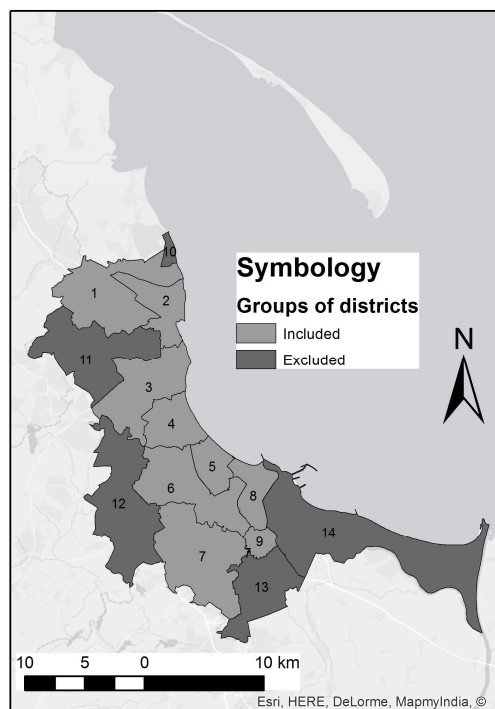 10
Symbology
Groups of districts
Included
Excluded
N
1
2
11
3
4
5
6
8
12
14
9
7
7
13
10 5 0 10 km
Esri, HERE, DeLorme, MapmyIndia, ©